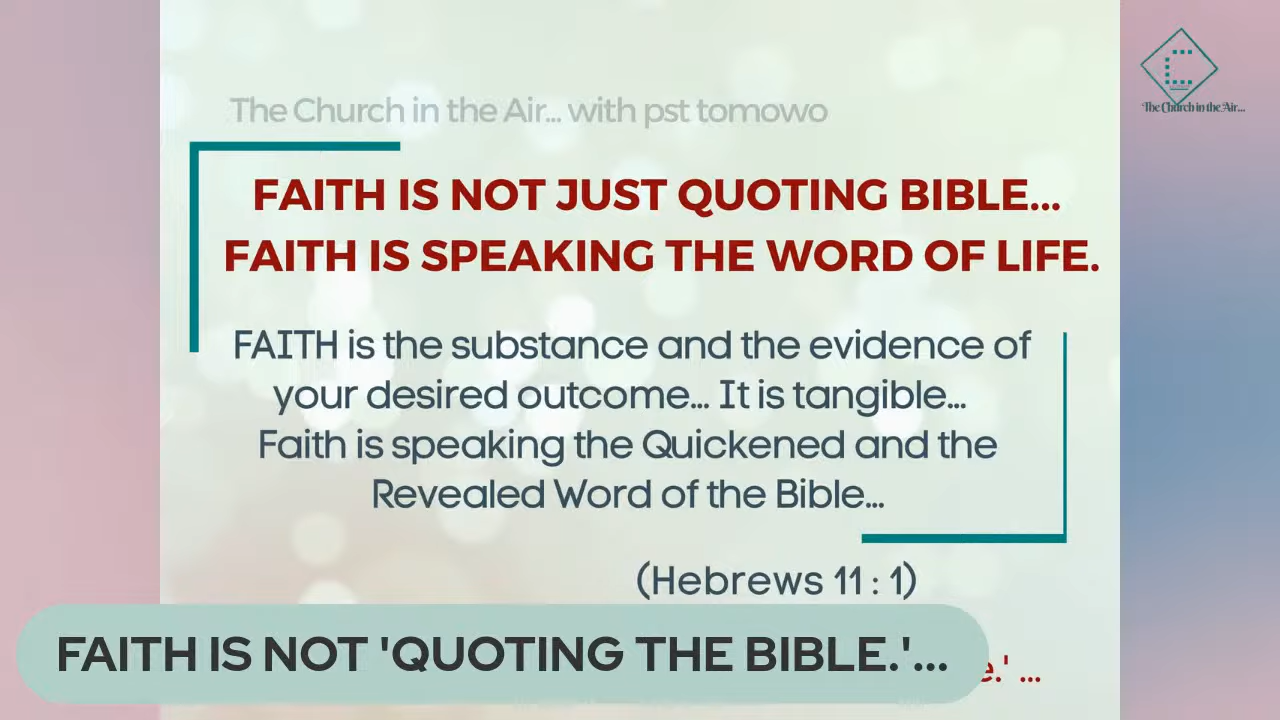 The Church in the Air... with pst tomowo
The Church in the Air...
FAITH IS NOT JUST QUOTING BIBLE...
FAITH IS SPEAKING THE WORD OF LIFE.
FAITH is the substance and the evidence of
your desired outcome... It is tangible...
Faith is speaking the Quickened and the
Revealed Word of the Bible...
(Hebrews 11 : 1)
FAITH IS NOT 'QUOTING THE BIBLE.'...
e.' ...